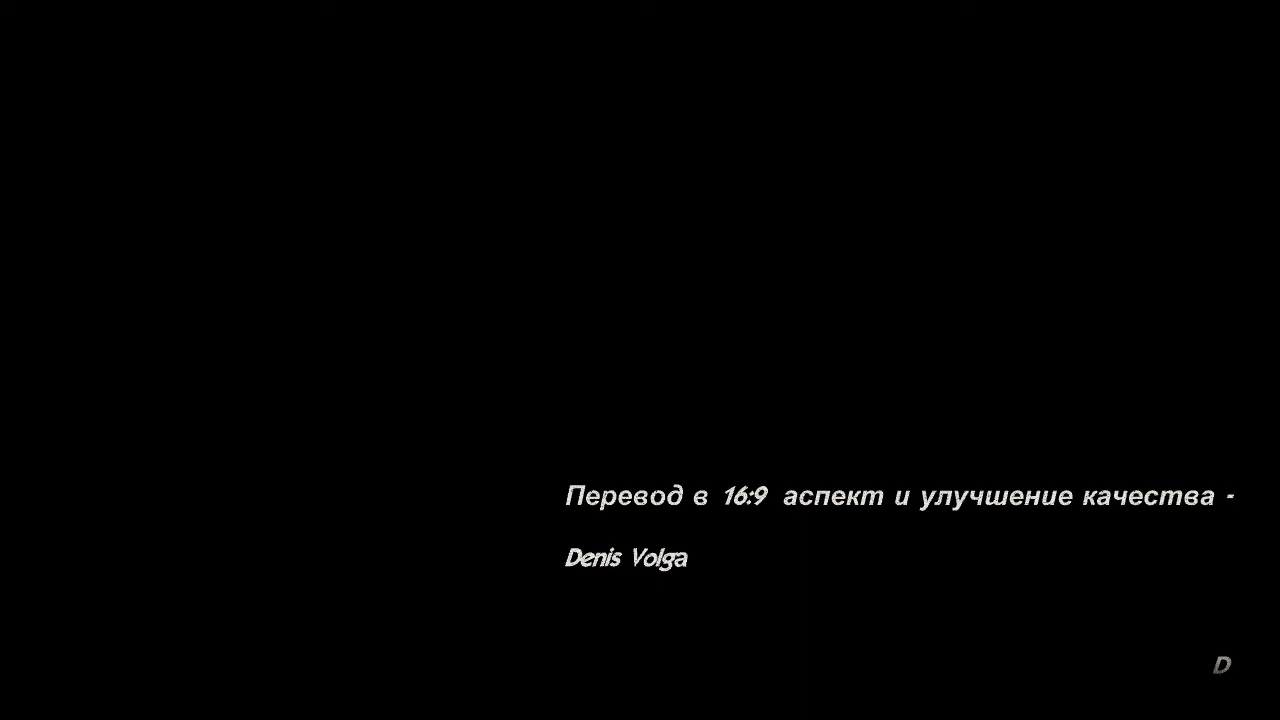 Перевод в 16:9 аспект и улучшение качества -
Denis Volga
D